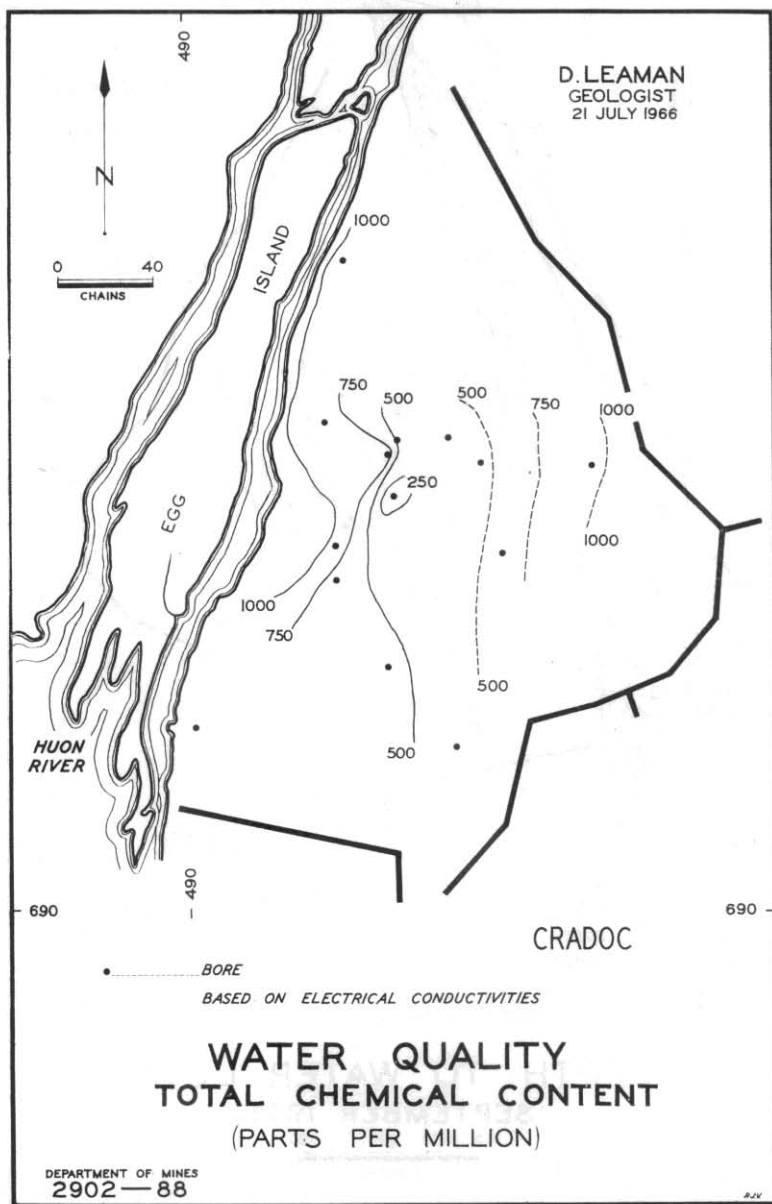 490
D. LEAMAN
GEOLOGIST
21 JULY 1966
N
0 40
CHAINS
ISLAND
EGG
1000
750
500
500
750
1000
250
1000
1000
750
500
500
HUON
RIVER
490
690
690
CRADOC
BORE
BASED ON ELECTRICAL CONDUCTIVITIES
WATER QUALITY
TOTAL CHEMICAL CONTENT
(PARTS PER MILLION)
DEPARTMENT OF MINES
2902—88